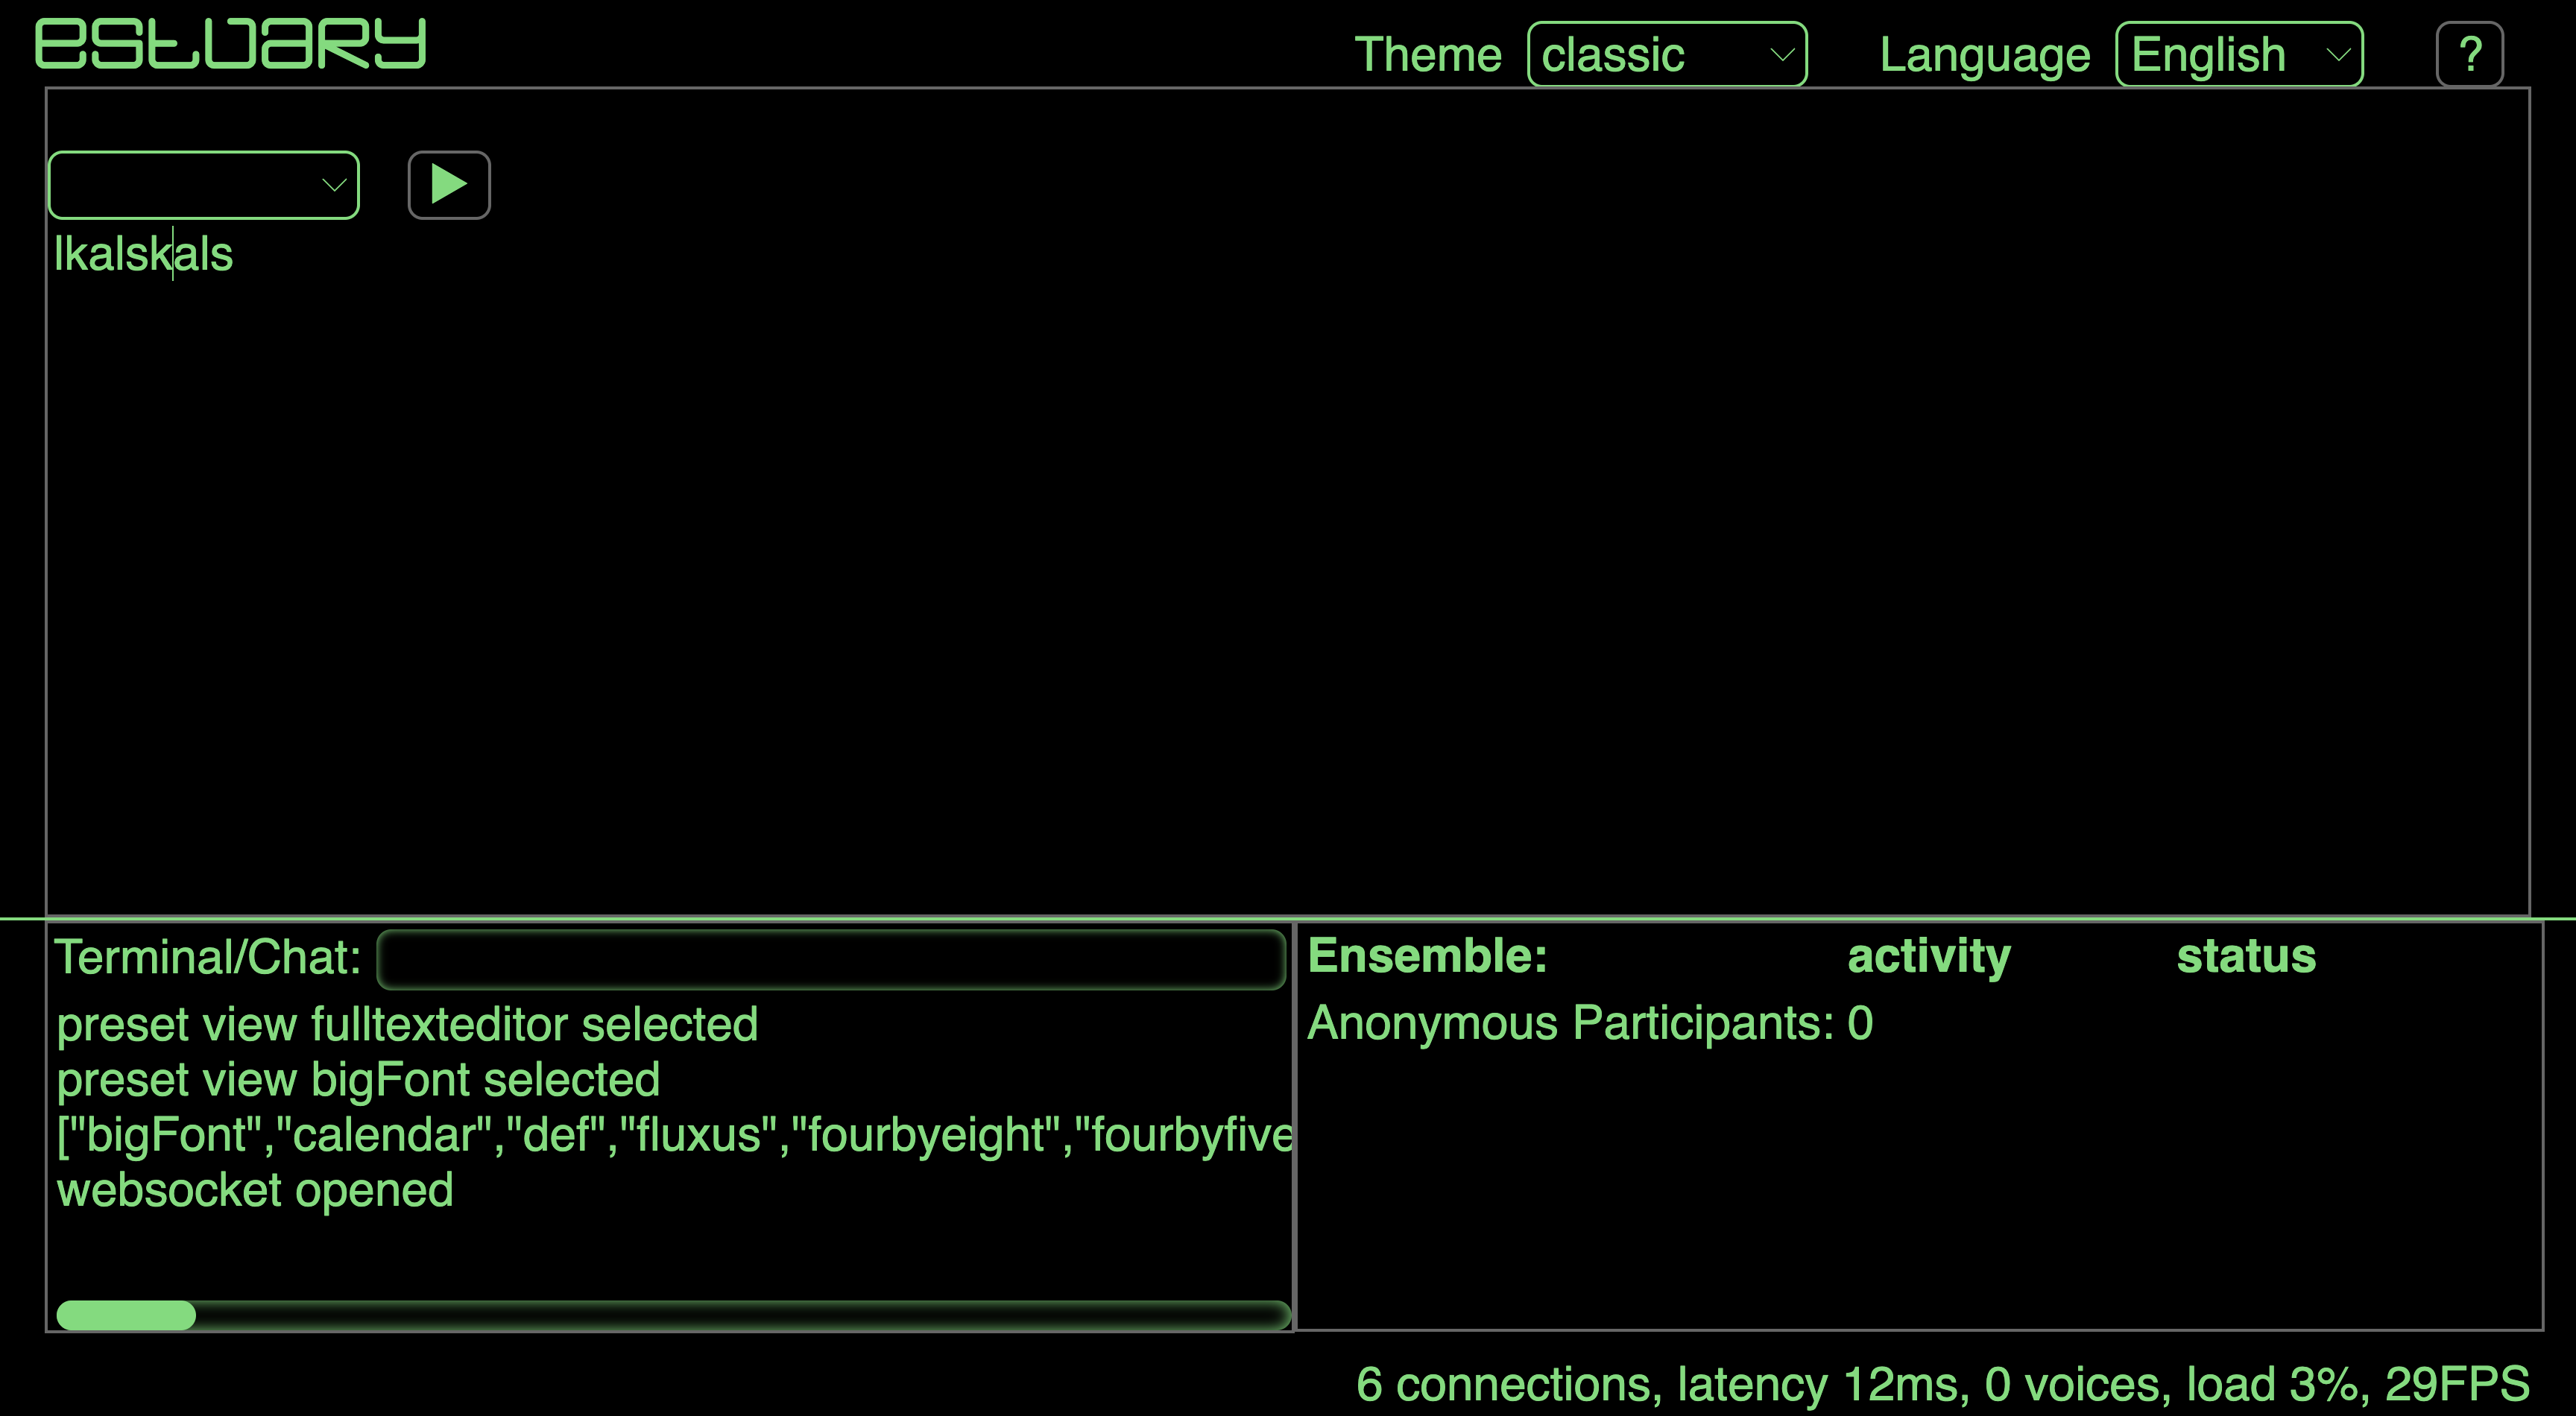 estuary
Theme classic Language English ?
lkalskals
Terminal/Chat:
preset view fulltexteditor selected
preset view bigFont selected
["bigFont","calendar","def","fluxus","fourbyeight","fourbyfive
websocket opened
Ensemble: activity status
Anonymous Participants: 0
6 connections, latency 12ms, 0 voices, load 3%, 29FPS